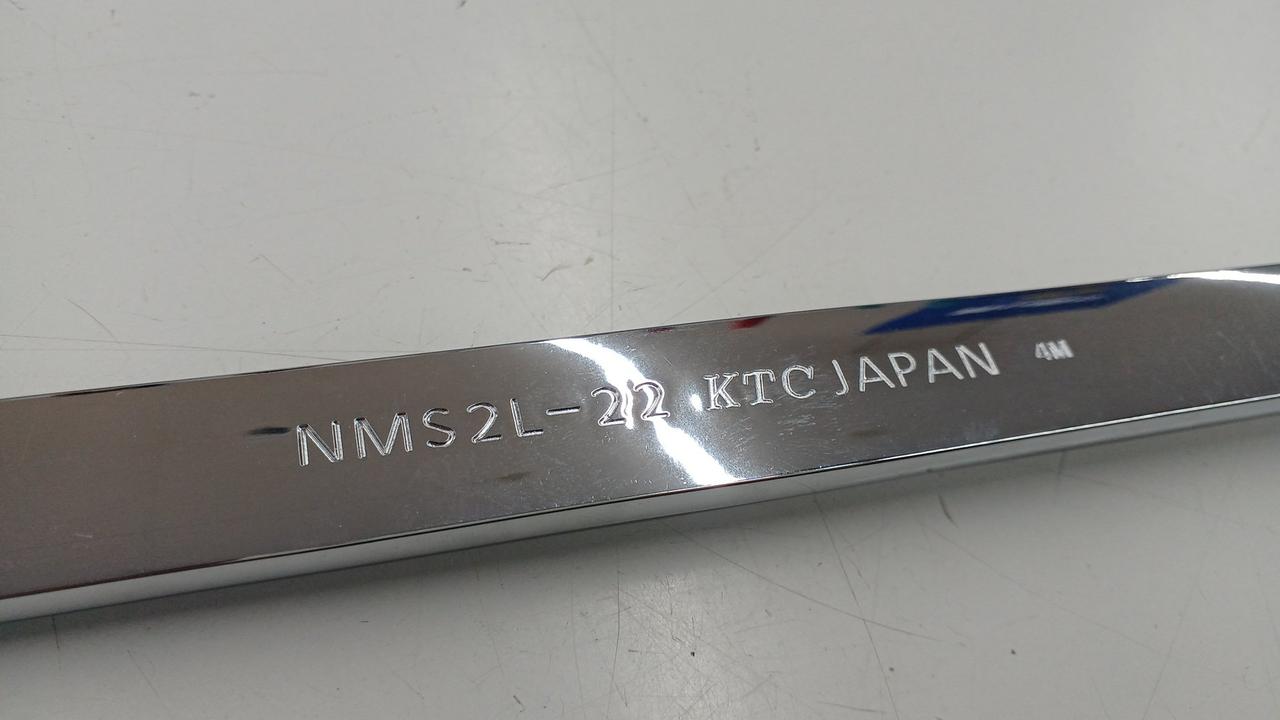 NMS2L-22 KTC JAPAN 4M